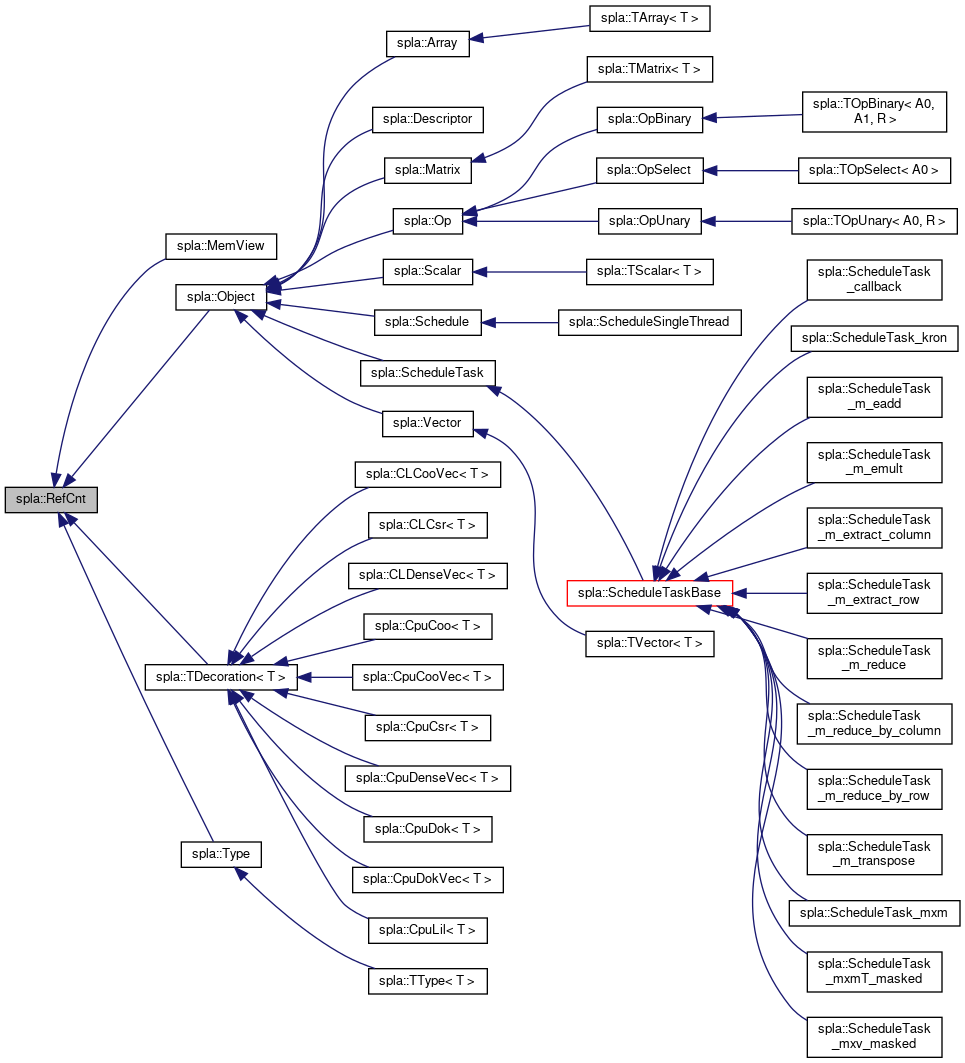 spla::RefCnt
spla::MemView
spla::Object
spla::TDecoration< T >
spla::Type
spla::Array
spla::Descriptor
spla::Matrix
spla::Op
spla::Scalar
spla::Schedule
spla::ScheduleTask
spla::Vector
spla::CLCooVec< T >
spla::CLCsr< T >
spla::CLDenseVec< T >
spla::CpuCoo< T >
spla::CpuCooVec< T >
spla::CpuCsr< T >
spla::CpuDenseVec< T >
spla::CpuDok< T >
spla::CpuDokVec< T >
spla::CpuLil< T >
spla::TType< T >
spla::TArray< T >
spla::TMatrix< T >
spla::OpBinary
spla::OpSelect
spla::OpUnary
spla::TScalar< T >
spla::ScheduleSingleThread
spla::ScheduleTaskBase
spla::TVector< T >
spla::TOpBinary< A0,
A1, R >
spla::TOpSelect< A0 >
spla::TOpUnary< A0, R >
spla::ScheduleTask
_callback
spla::ScheduleTask_kron
spla::ScheduleTask
_m_eadd
spla::ScheduleTask
_m_emult
spla::ScheduleTask
_m_extract_column
spla::ScheduleTask
_m_extract_row
spla::ScheduleTask
_m_reduce
spla::ScheduleTask
_m_reduce_by_column
spla::ScheduleTask
_m_reduce_by_row
spla::ScheduleTask
_m_transpose
spla::ScheduleTask_mxm
spla::ScheduleTask
_mxmT_masked
spla::ScheduleTask
_mxv_masked